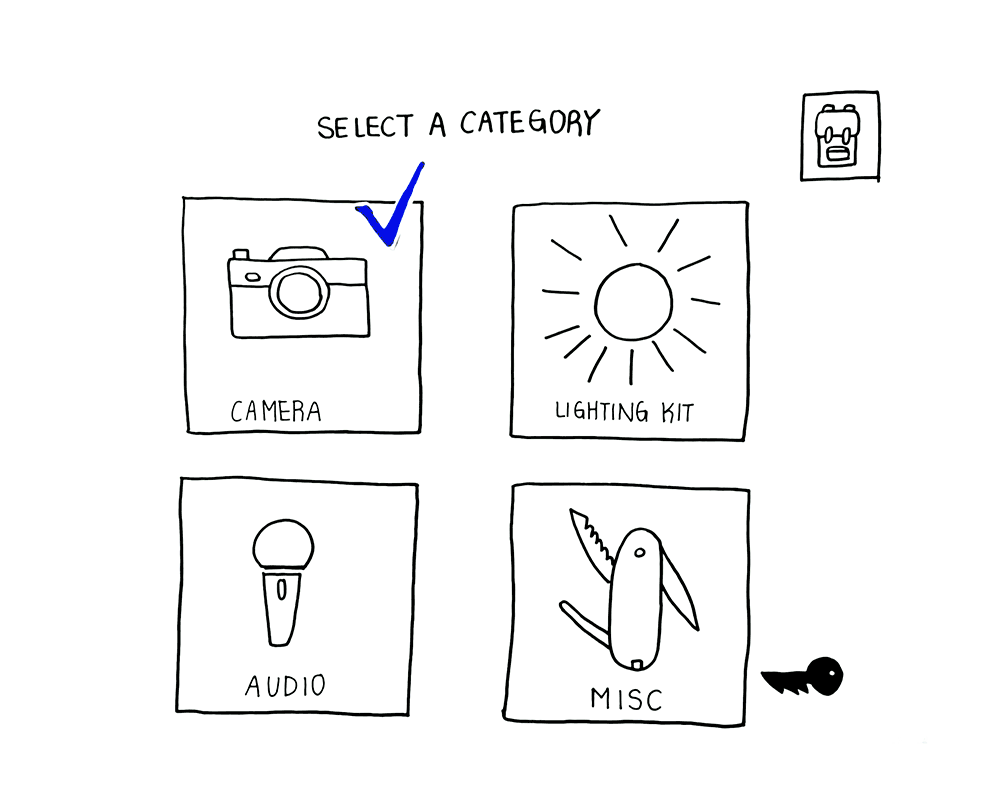 SELECT A CATEGORY
CAMERA
LIGHTING KIT
AUDIO
MISC